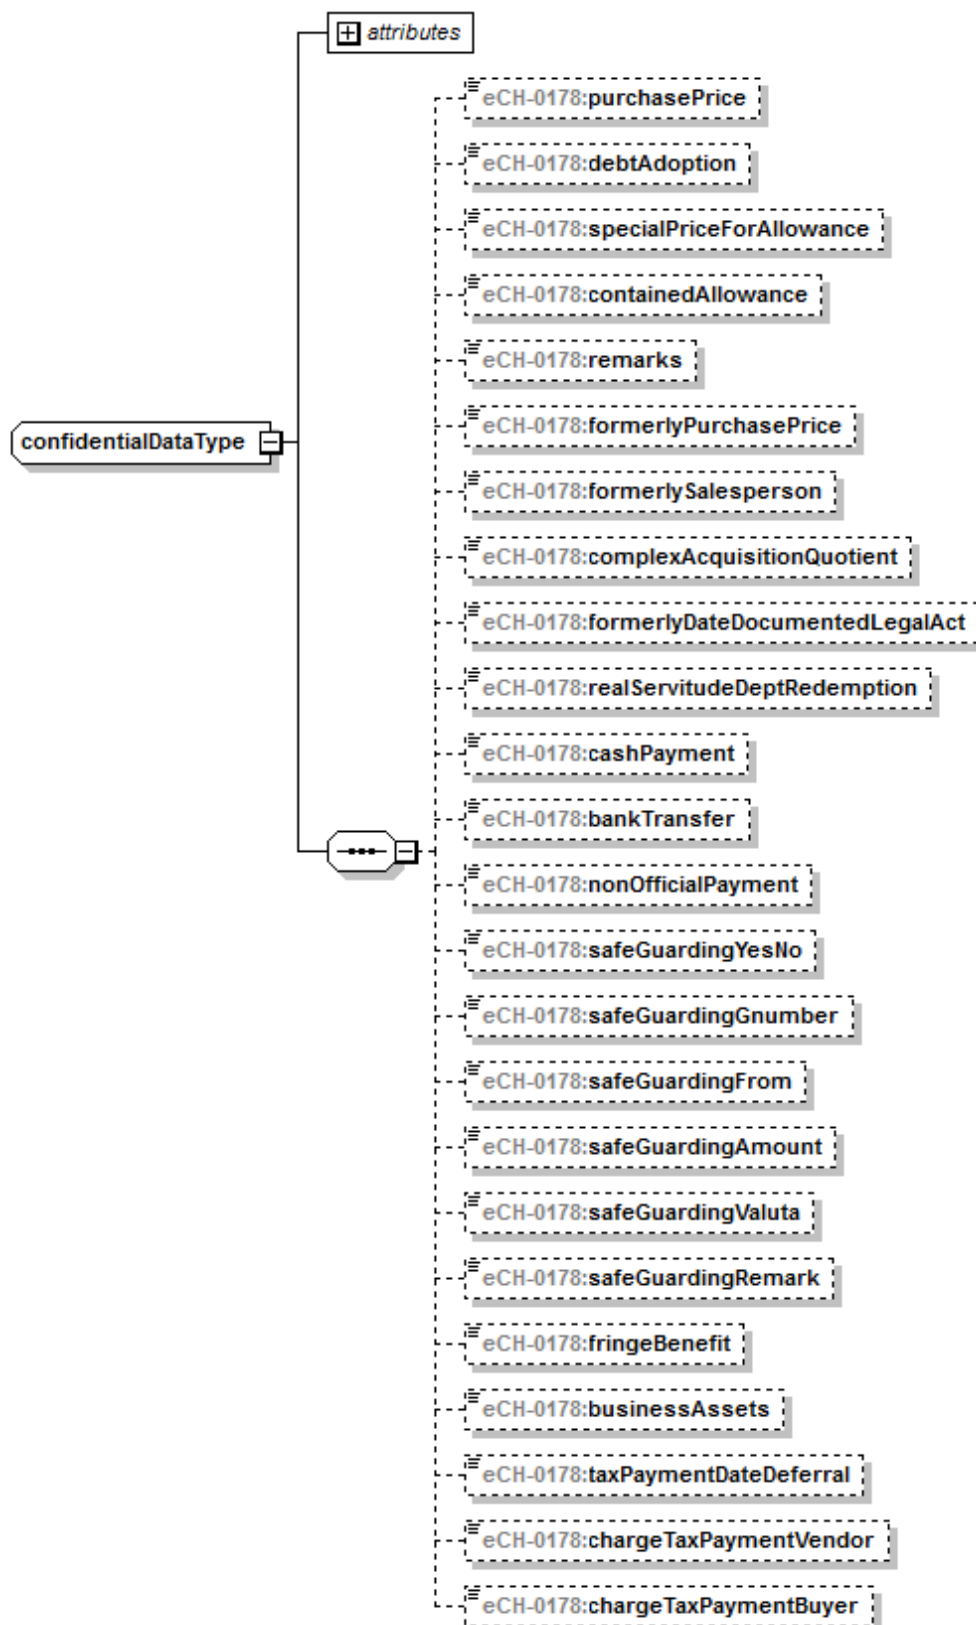 attributes
eCH-0178:purchasePrice
eCH-0178:debtAdoption
eCH-0178:specialPriceForAllowance
eCH-0178:containedAllowance
eCH-0178:remarks
eCH-0178:formerlyPurchasePrice
confidentialDataType
eCH-0178:formerlySalesperson
eCH-0178:complexAcquisitionQuotient
eCH-0178:formerlyDateDocumentedLegalAct
eCH-0178:realServitudeDeptRedemption
eCH-0178:cashPayment
eCH-0178:bankTransfer
eCH-0178:nonOfficialPayment
eCH-0178:safeGuardingYesNo
eCH-0178:safeGuardingGnumber
eCH-0178:safeGuardingFrom
eCH-0178:safeGuardingAmount
eCH-0178:safeGuardingValuta
eCH-0178:safeGuardingRemark
eCH-0178:fringeBenefit
eCH-0178:businessAssets
eCH-0178:taxPaymentDateDeferral
eCH-0178:chargeTaxPaymentVendor
eCH-0178:chargeTaxPaymentBuyer